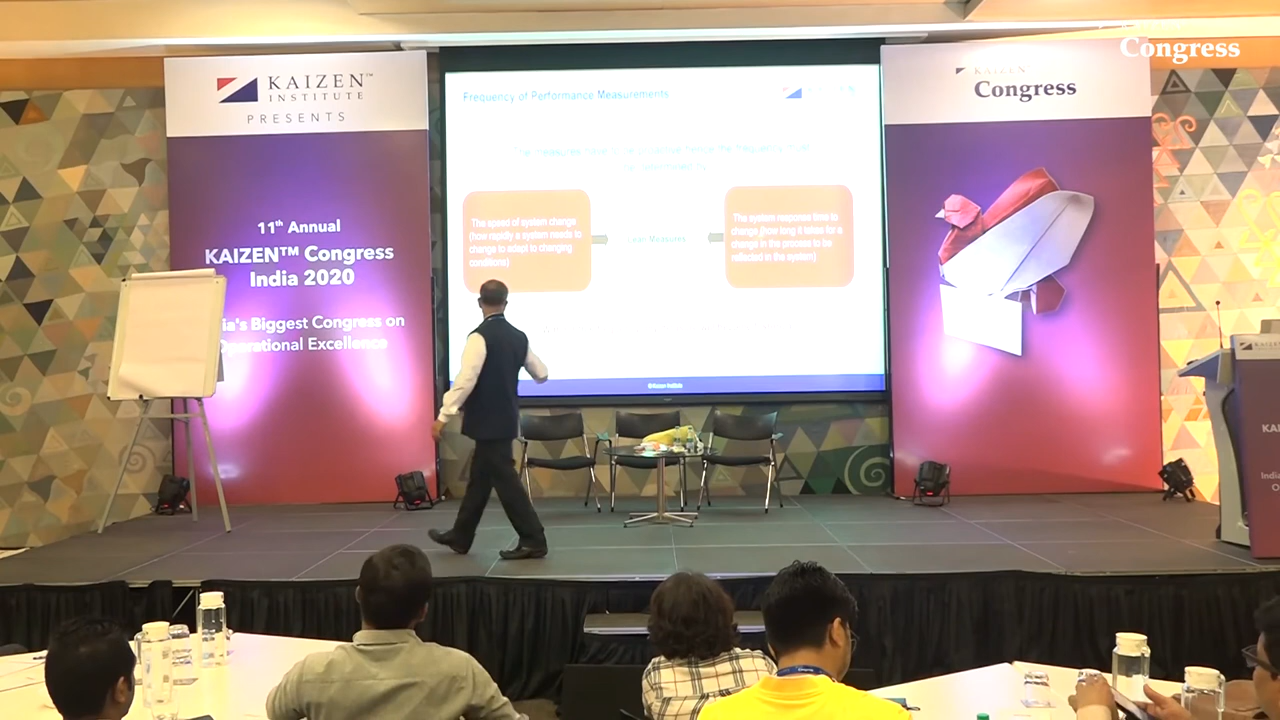 Congress
KAIZEN™
INSTITUTE
PRESENTS
11th Annual
KAIZEN™ Congress
India 2020
ia's Biggest Congress on
Operational Excellence
Frequency of Performance Measurements
The speed of system change
(how rapidly a system needs to
change to adapt to changing
conditions)
Lean Measures
The system response time to
change (how long it takes for a
change in the process to be
reflected in the system)
© Kaizen Institute
KAIZEN
Congress